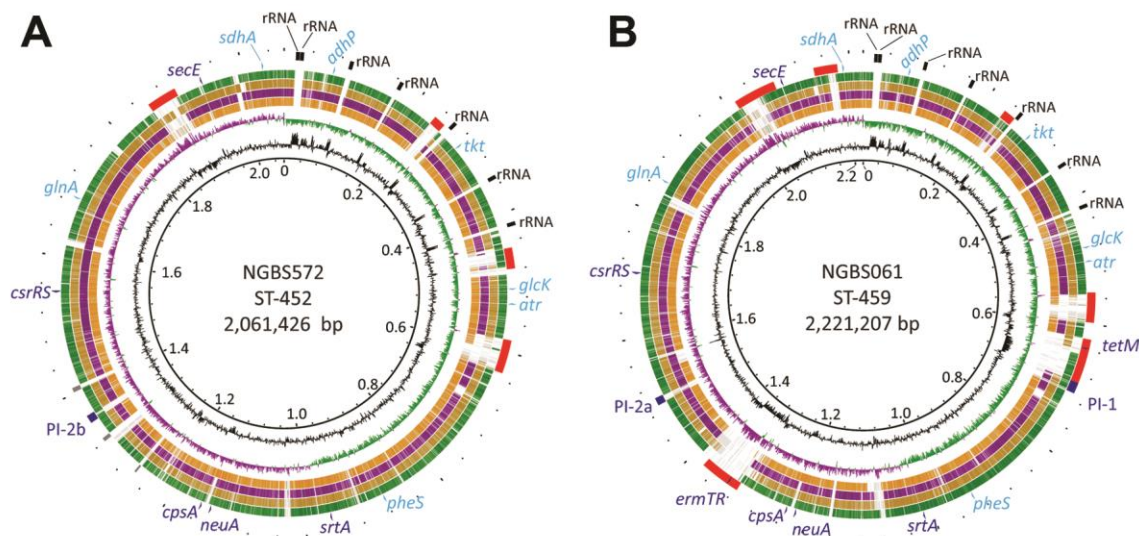 A
rRNA
rRNA
sdhA
adhP
rRNA
secE
rRNA
rRNA
tkt
glnA
rRNA
2.0
0
0.2
1.8
0.4
NGBS572
ST-452
2,061,426 bp
glcK
atr
csrRS
1.6
0.6
1.4
0.8
1.2
1.0
PI-2b
cpsA
neuA
srtA
pheS
B
rRNA
rRNA
sdhA
adhP
rRNA
secE
rRNA
rRNA
tkt
rRNA
glnA
2.2
0
2.0
0.2
rRNA
1.8
0.4
glcK
atr
NGBS061
ST-459
2,221,207 bp
csrRS
1.6
0.6
tetM
1.4
0.8
PI-1
1.2
1.0
PI-2a
ermTR
cpsA
neuA
srtA
pheS